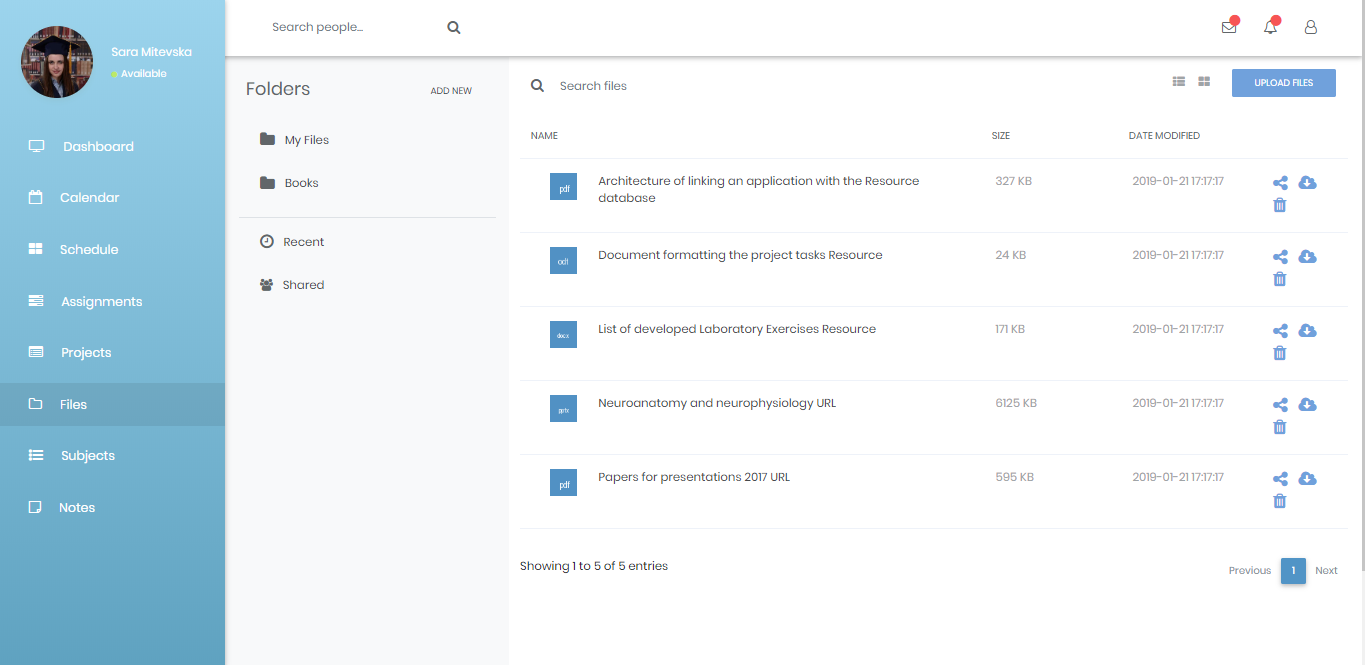 Sara Mitevska
Available
Dashboard
Calendar
Schedule
Assignments
Projects
Files
Subjects
Notes
Search people...
Folders
ADD NEW
My Files
Books
Recent
Shared
Search files
UPLOAD FILES
NAME SIZE DATE MODIFIED
pdf Architecture of linking an application with the Resource 327 KB 2019-01-21 17:17:17
database
odt Document formatting the project tasks Resource 24 KB 2019-01-21 17:17:17
docx List of developed Laboratory Exercises Resource 171 KB 2019-01-21 17:17:17
pptx Neuroanatomy and neurophysiology URL 6125 KB 2019-01-21 17:17:17
pdf Papers for presentations 2017 URL 595 KB 2019-01-21 17:17:17
Showing 1 to 5 of 5 entries
Previous 1 Next